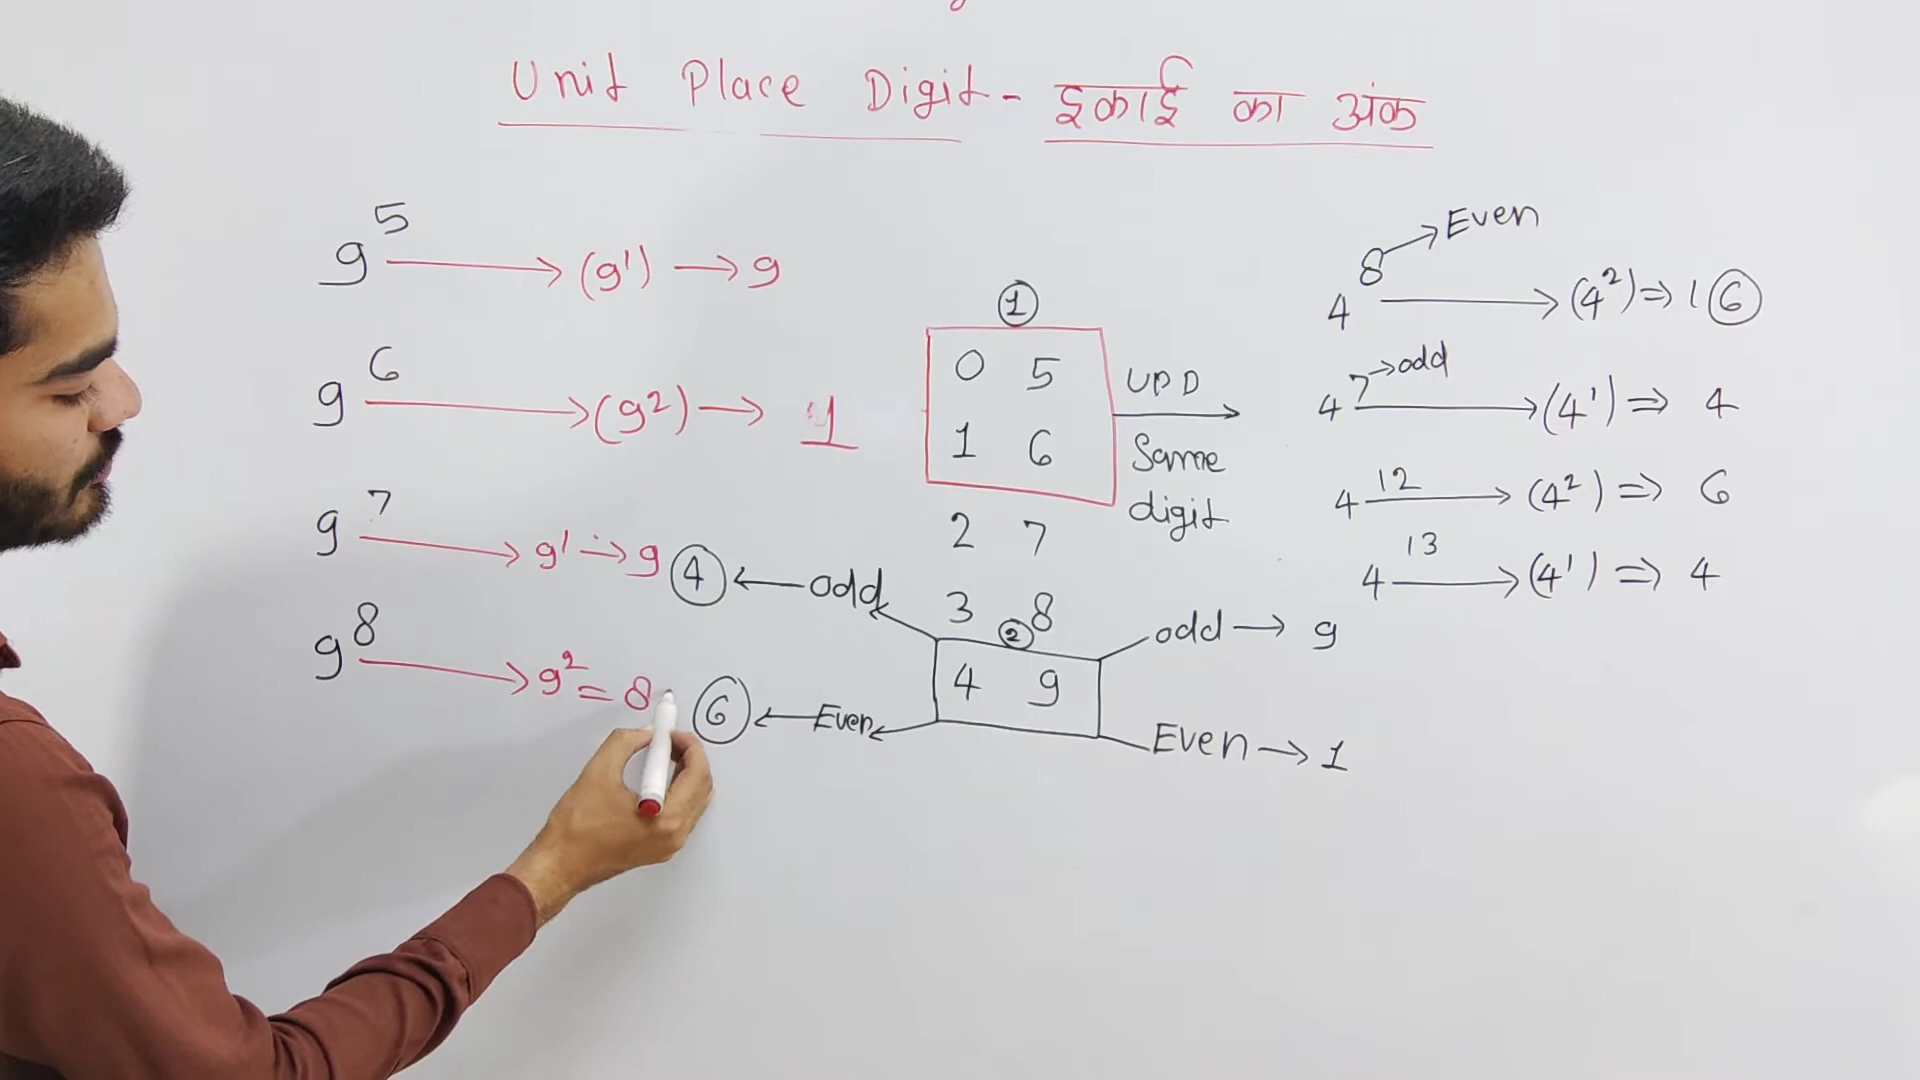 Unit Place Digit - इकाई का अंक
9^5 → (9^1) → 9
9^6 → (9^2) → 1
9^7 → 9^1 → 9
9^8 → 9^2 = 8
①
0 5
1 6
UPD
Same
digit
2 7
3 8
②
4 9
④ ← odd
⑥ ← Even
odd → 9
Even → 1
4^8 → Even
→ (4^2) ⇒ 1⑥
4^7 → odd
→ (4^1) ⇒ 4
4^12 → (4^2) ⇒ 6
4^13 → (4^1) ⇒ 4